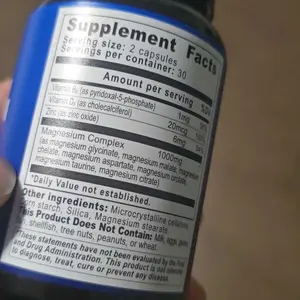 Supplement Facts
Serving size: 2 capsules
Servings per container: 30
Amount per serving %DV
Vitamin B₆ (as pyridoxal-5-phosphate) 1mg
Vitamin D₃ (as cholecalciferol) 20mcg
Zinc (as zinc oxide) 6mg
Magnesium Complex 1000mg
(as magnesium glycinate, magnesium malate, magnesium
chelate, magnesium aspartate, magnesium orotate,
magnesium taurine, magnesium citrate)
*Daily Value not established.
Other ingredients: Microcrystalline cellulose,
corn starch, Silica, Magnesium stearate.
This Product Does Not Contain: Milk, eggs,
shellfish, tree nuts, peanuts, or wheat.
These statements have not been evaluated by the Food
and Drug Administration. This product is not intended
to diagnose, treat, cure or prevent any disease.